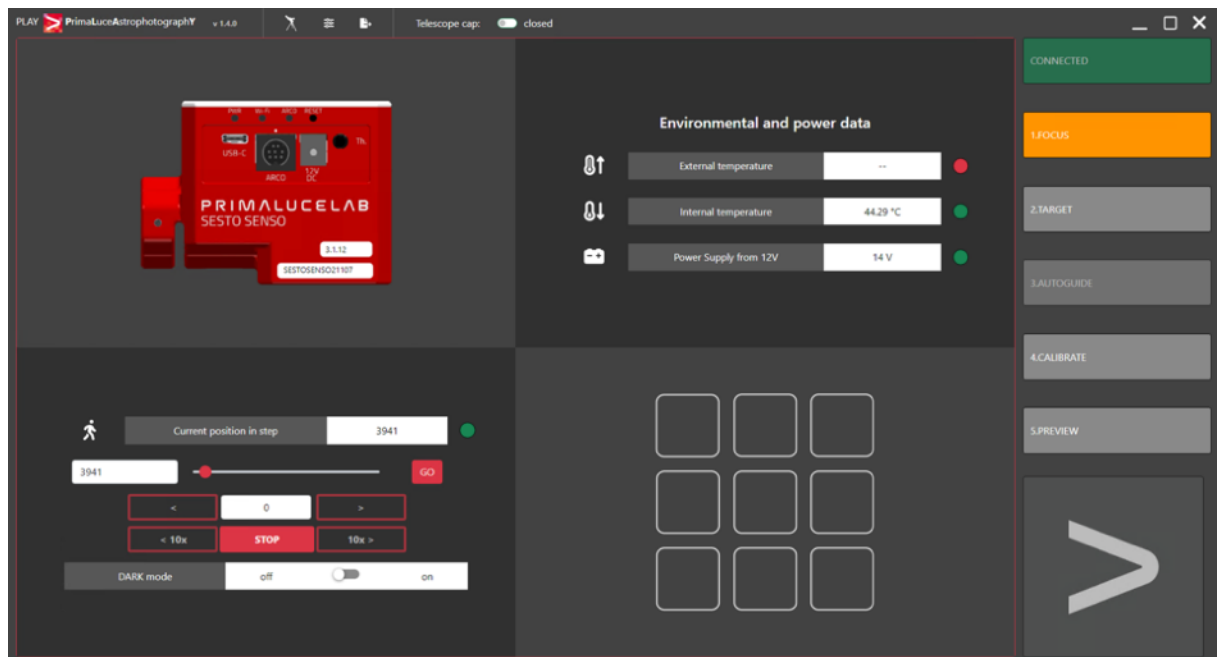 PLAY PrimaLuceAstrophotographY v 1.4.0 Telescope cap: closed
PWR Wi-Fi ARCO RESET
USB-C
Th.
ARCO
12V
DC
PRIMALUCELAB
SESTO SENSO
3.1.12
SESTOSENSO21107
Environmental and power data
External temperature --
Internal temperature 44.29 °C
Power Supply from 12V 14 V
Current position in step 3941
3941 GO
< 0 >
< 10x STOP 10x >
DARK mode off on
CONNECTED
1.FOCUS
2.TARGET
3.AUTOGUIDE
4.CALIBRATE
5.PREVIEW